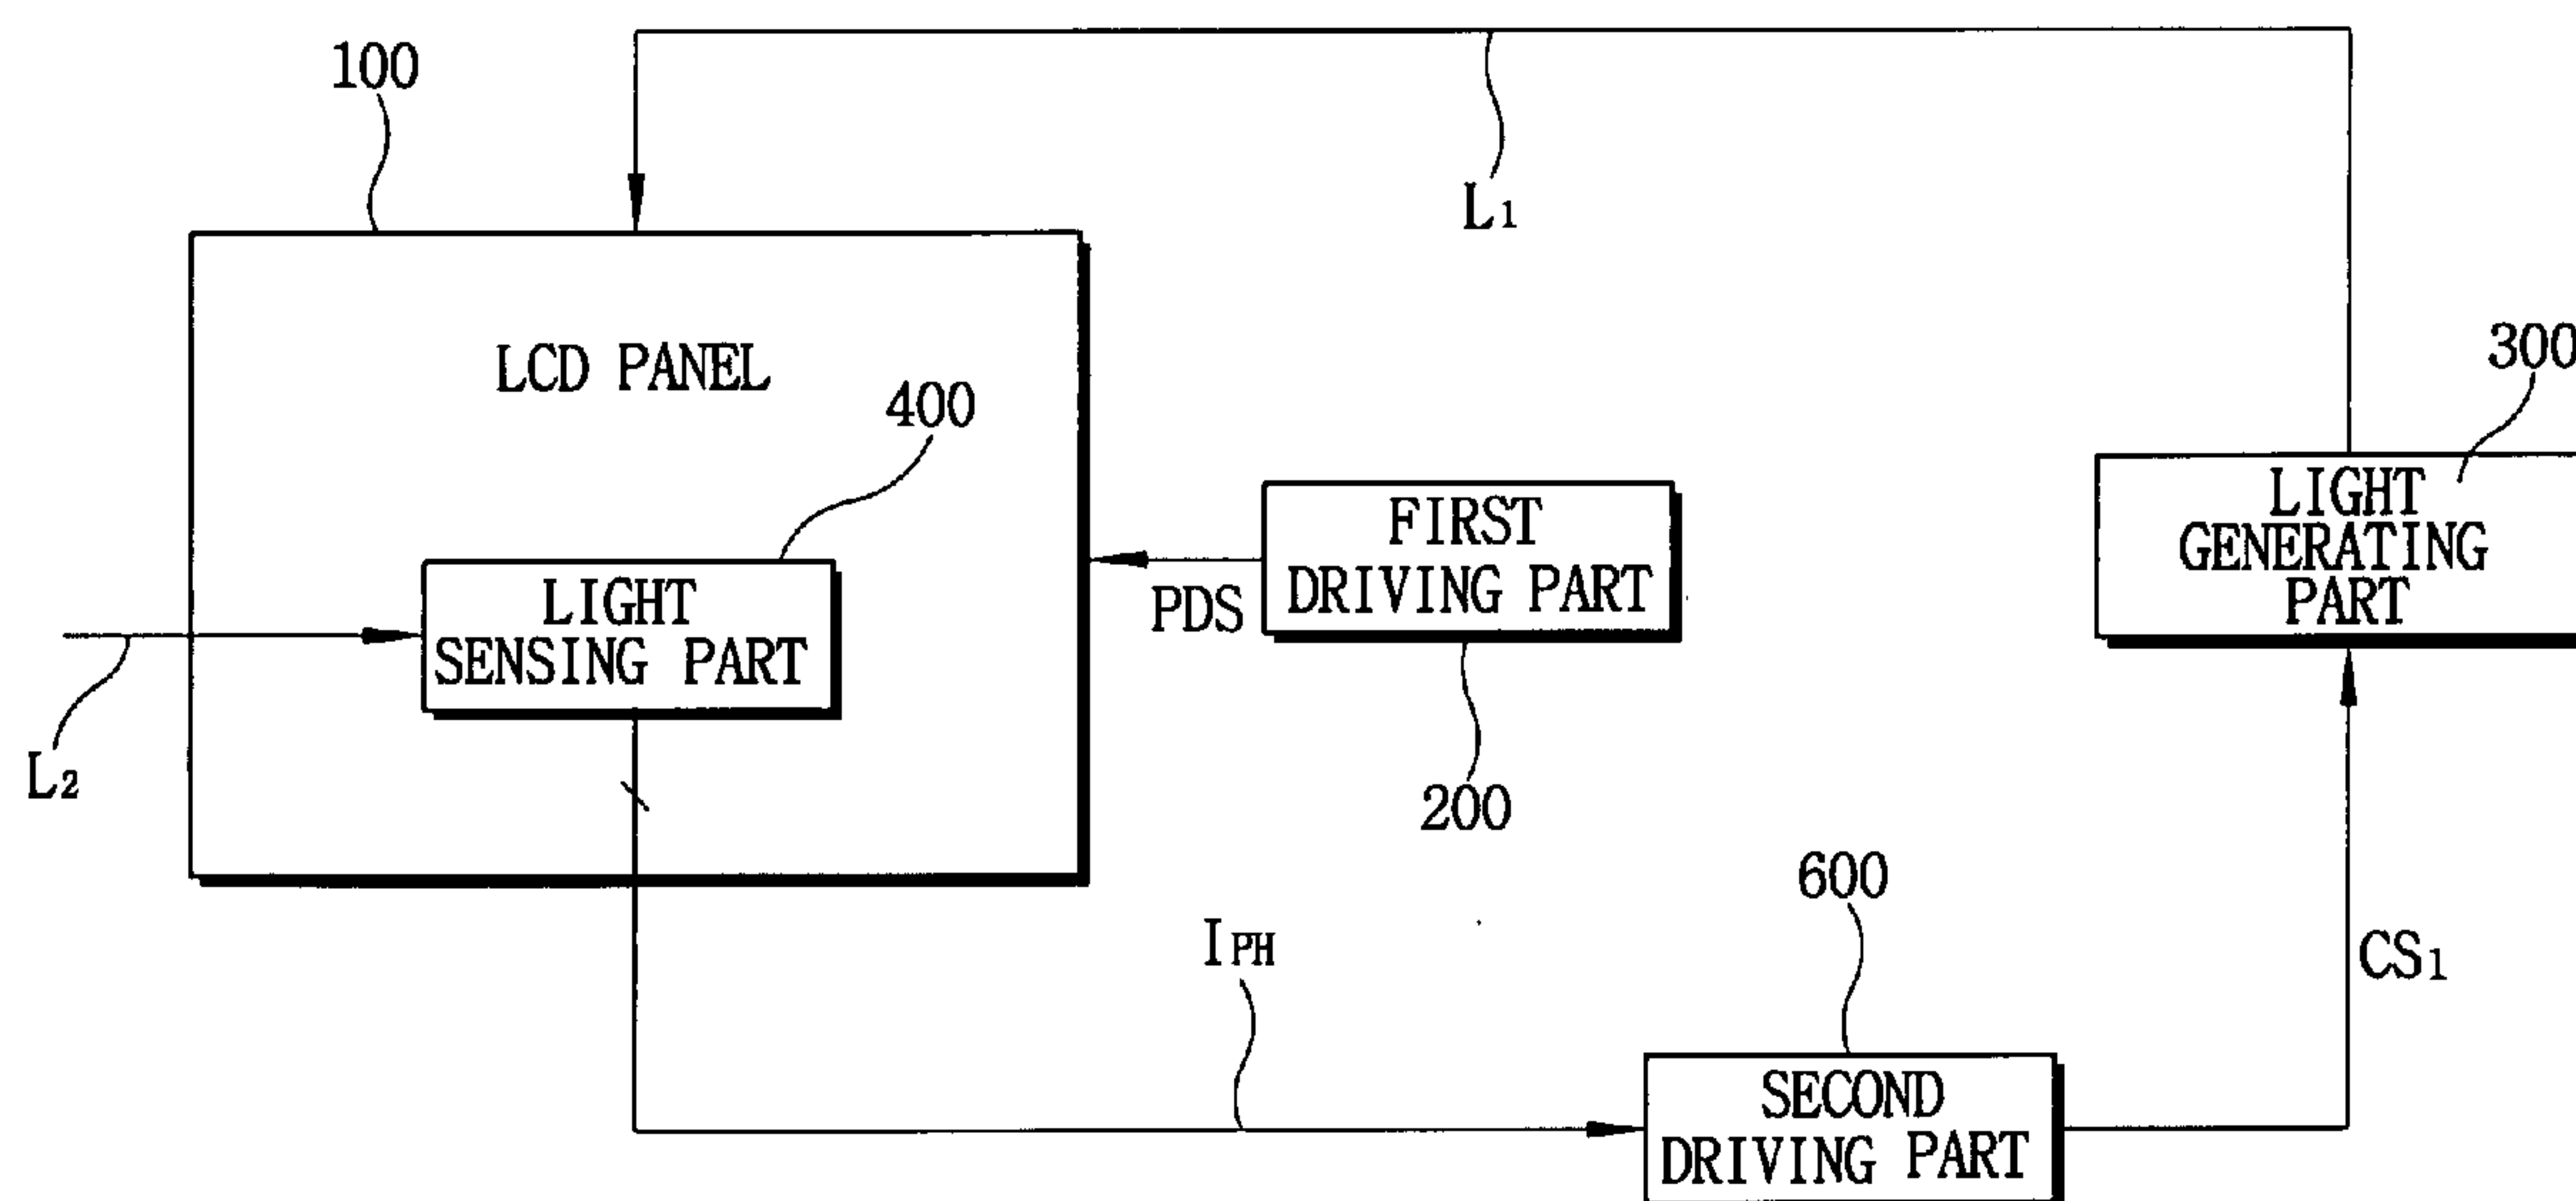 100
L1
LCD PANEL
300
400
LIGHT
GENERATING
PART
FIRST
DRIVING PART
PDS
LIGHT
SENSING PART
L2
200
600
IPH
CS1
SECOND
DRIVING PART